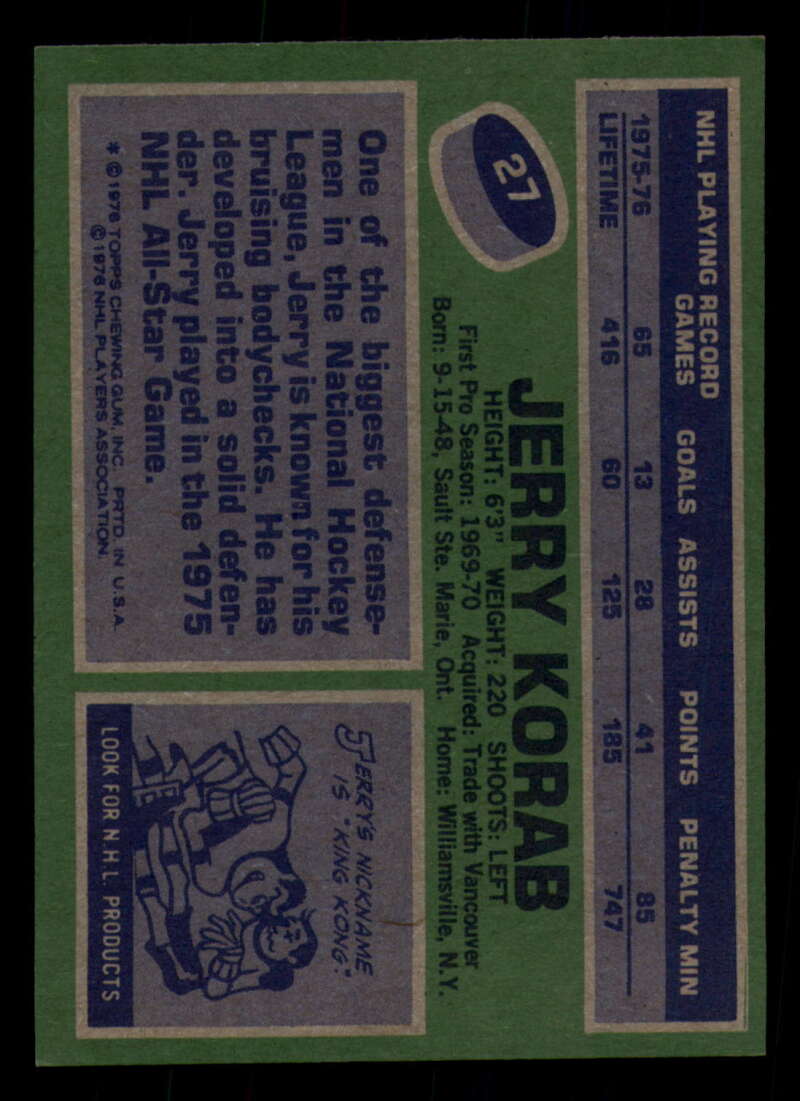 NHL PLAYING RECORD
GAMES GOALS ASSISTS POINTS PENALTY MIN
1975-76 65 13 28 41 85
LIFETIME 416 60 125 185 747
27
JERRY KORAB
HEIGHT: 6'3" WEIGHT: 220 SHOOTS: LEFT
First Pro Season: 1969-70 Acquired: Trade with Vancouver
Born: 9-15-48, Sault Ste. Marie, Ont. Home: Williamsville, N.Y.
One of the biggest defense-
men in the National Hockey
League, Jerry is known for his
bruising bodychecks. He has
developed into a solid defen-
der. Jerry played in the 1975
NHL All-Star Game.
* © 1976 TOPPS CHEWING GUM, INC. PRTD. IN U.S.A.
© 1976 NHL PLAYERS ASSOCIATION.
JERRY'S NICKNAME
IS "KING KONG."
LOOK FOR N.H.L. PRODUCTS